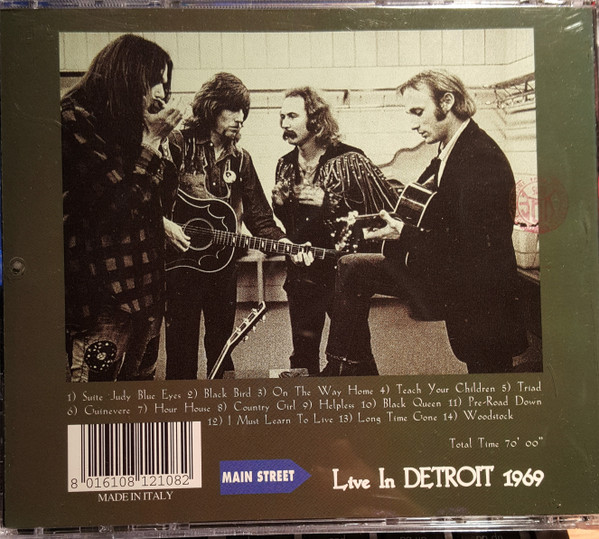 1) Suite Judy Blue Eyes 2) Black Bird 3) On The Way Home 4) Teach Your Children 5) Triad
6) Guinevere 7) Hour House 8) Country Girl 9) Helpless 10) Black Queen 11) Pre-Road Down
12) I Must Learn To Live 13) Long Time Gone 14) Woodstock
Total Time 70' 00"
8 016108 121082
MADE IN ITALY
MAIN STREET
Live In DETROIT 1969